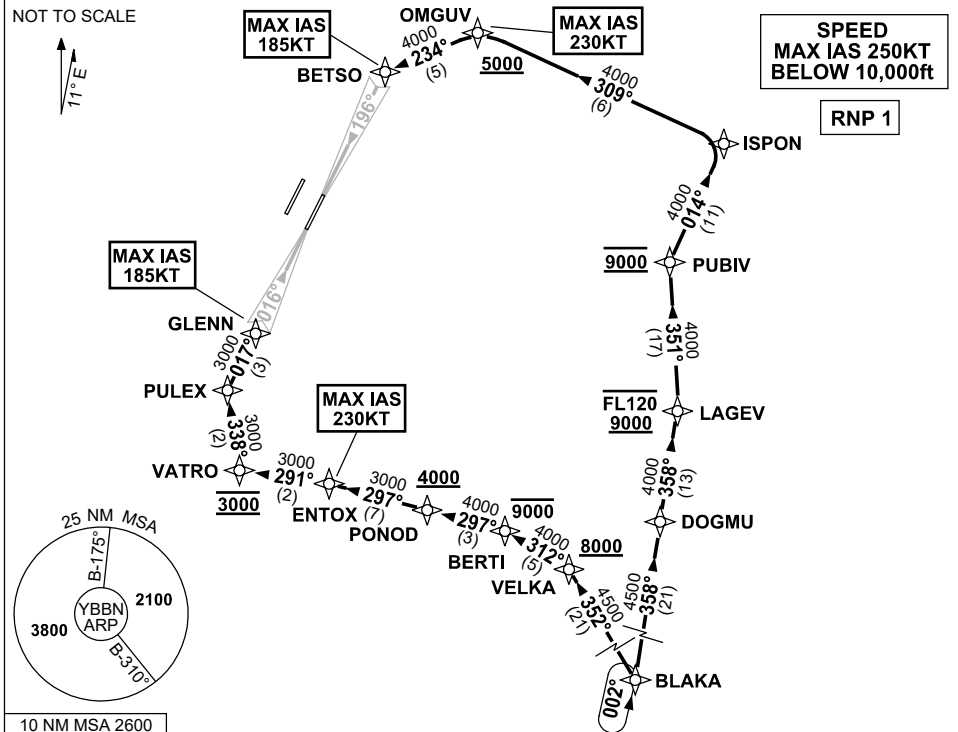 NOT TO SCALE
11° E
MAX IAS
185KT
BETSO
OMGUV
MAX IAS
230KT
SPEED
MAX IAS 250KT
BELOW 10,000ft
RNP 1
4000
234°
(5)
5000
4000
309°
(6)
ISPON
196°
4000
014°
(11)
9000
PUBIV
MAX IAS
185KT
016°
GLENN
4000
351°
(17)
3000
017°
(3)
PULEX
FL120
9000
LAGEV
MAX IAS
230KT
3000
338°
(2)
VATRO
3000
3000
291°
(2)
ENTOX
3000
297°
(7)
4000
PONOD
4000
297°
(3)
9000
BERTI
4000
312°
(5)
8000
VELKA
4000
358°
(13)
DOGMU
4500
352°
(21)
4500
358°
(21)
BLAKA
002°
25 NM MSA
B-175°
YBBN
ARP
2100
3800
B-310°
10 NM MSA 2600